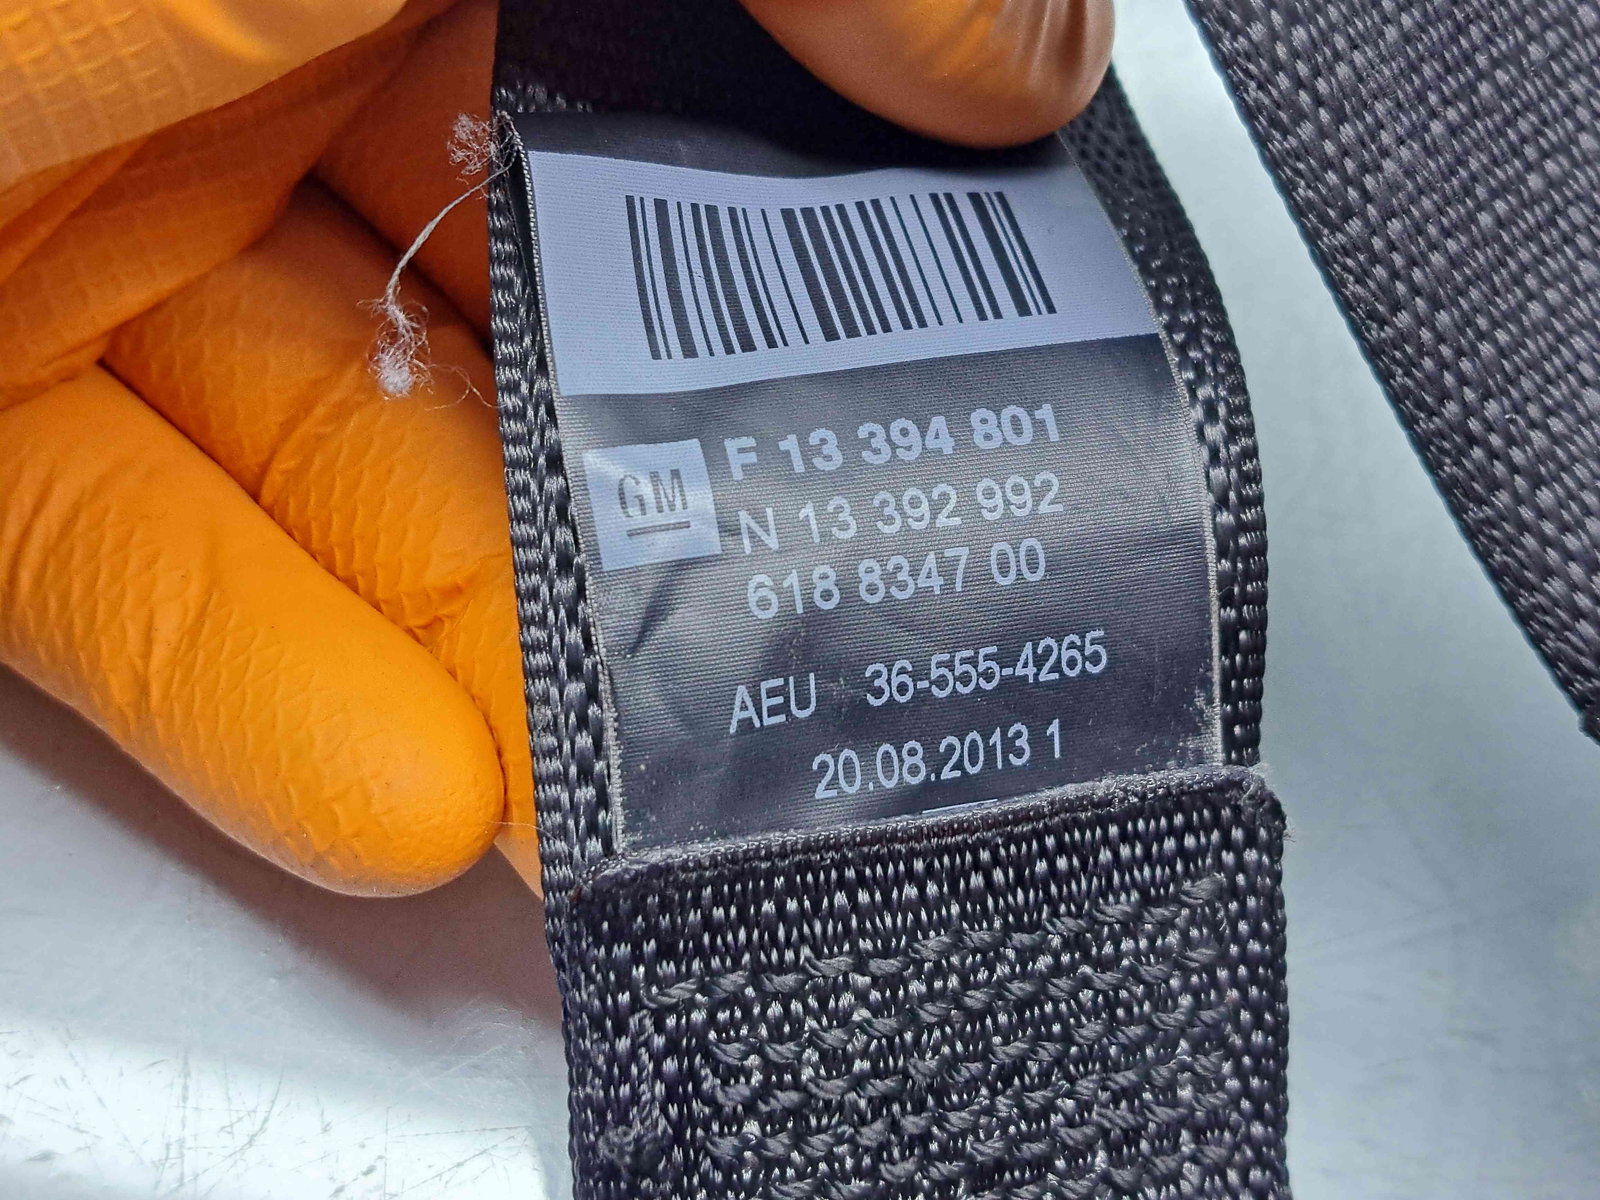 F 13 394 801
GM N 13 392 992
618 8347 00
AEU 36-555-4265
20.08.2013 1